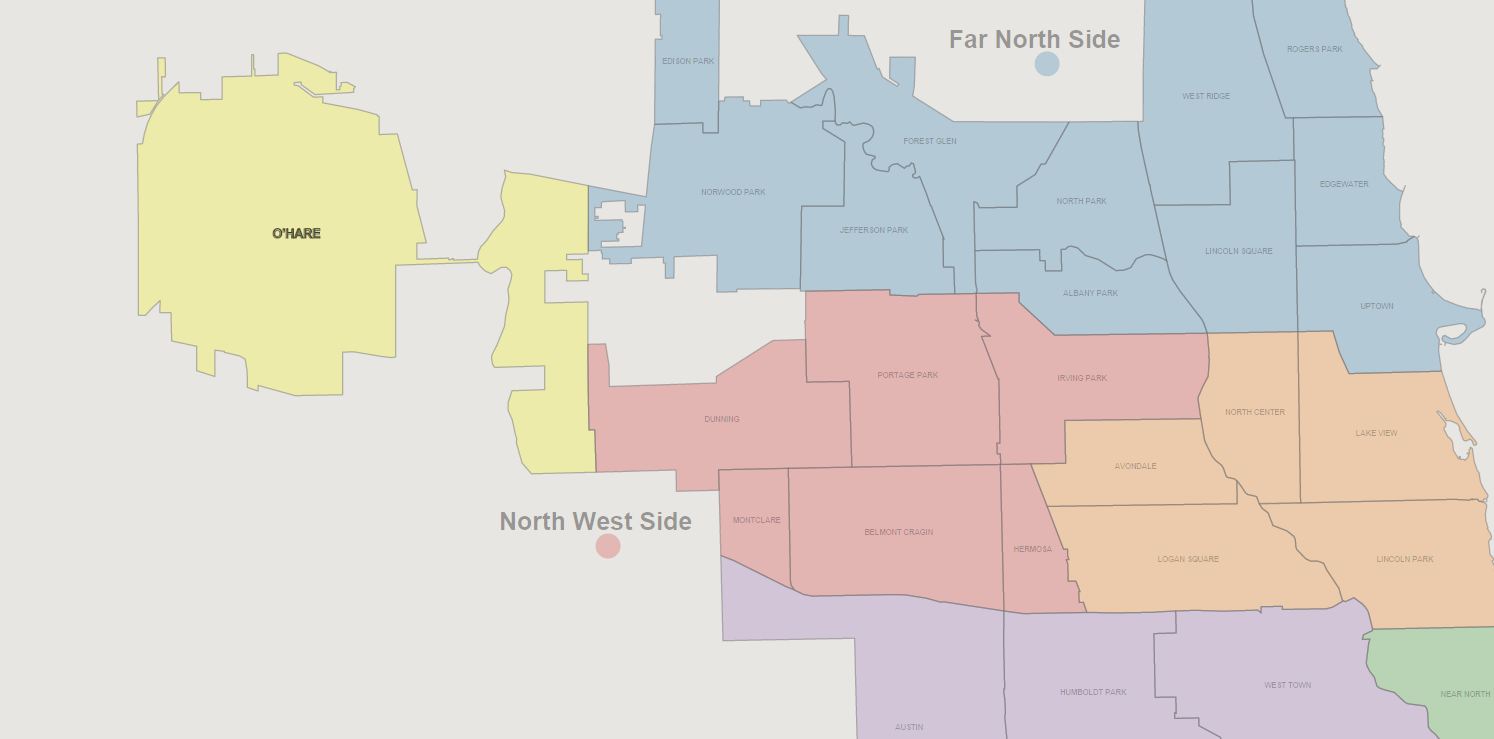 Far North Side
ROGERS PARK
EDISON PARK
WEST RIDGE
FOREST GLEN
EDGEWATER
NORWOOD PARK
NORTH PARK
O'HARE
JEFFERSON PARK
LINCOLN SQUARE
ALBANY PARK
UPTOWN
PORTAGE PARK
IRVING PARK
NORTH CENTER
DUNNING
LAKE VIEW
AVONDALE
North West Side
MONTCLARE
BELMONT CRAGIN
HERMOSA
LOGAN SQUARE
LINCOLN PARK
WEST TOWN
HUMBOLDT PARK
NEAR NORTH
AUSTIN